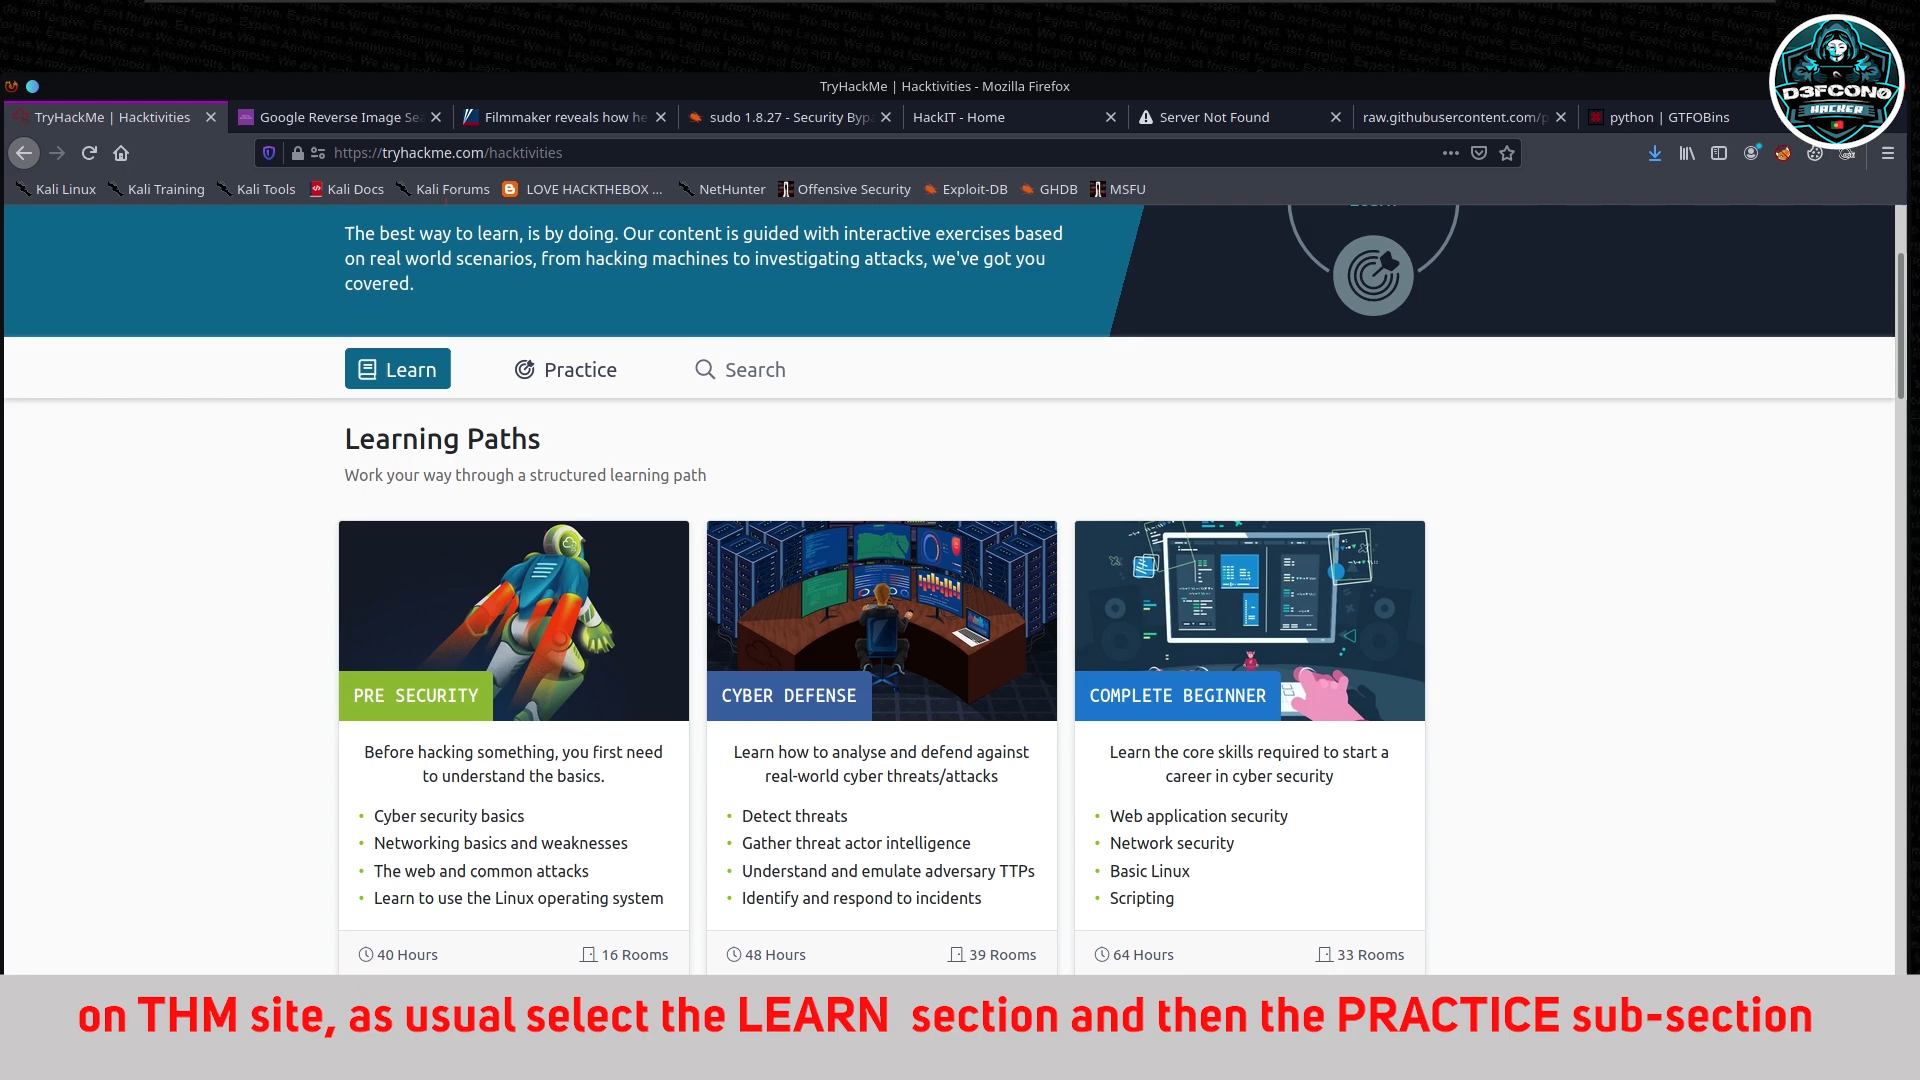 TryHackMe | Hacktivities - Mozilla Firefox
D3FC0N0
HACKER
TryHackMe | Hacktivities
Google Reverse Image Sea
Filmmaker reveals how he
sudo 1.8.27 - Security Bypa
HackIT - Home
Server Not Found
raw.githubusercontent.com/p
python | GTFOBins
https://tryhackme.com/hacktivities
Kali Linux
Kali Training
Kali Tools
Kali Docs
Kali Forums
LOVE HACKTHEBOX ...
NetHunter
Offensive Security
Exploit-DB
GHDB
MSFU
The best way to learn, is by doing. Our content is guided with interactive exercises based
on real world scenarios, from hacking machines to investigating attacks, we've got you
covered.
Learn
Practice
Search
Learning Paths
Work your way through a structured learning path
PRE SECURITY
Before hacking something, you first need
to understand the basics.
Cyber security basics
Networking basics and weaknesses
The web and common attacks
Learn to use the Linux operating system
40 Hours
16 Rooms
CYBER DEFENSE
Learn how to analyse and defend against
real-world cyber threats/attacks
Detect threats
Gather threat actor intelligence
Understand and emulate adversary TTPs
Identify and respond to incidents
48 Hours
39 Rooms
COMPLETE BEGINNER
Learn the core skills required to start a
career in cyber security
Web application security
Network security
Basic Linux
Scripting
64 Hours
33 Rooms
on THM site, as usual select the LEARN section and then the PRACTICE sub-section